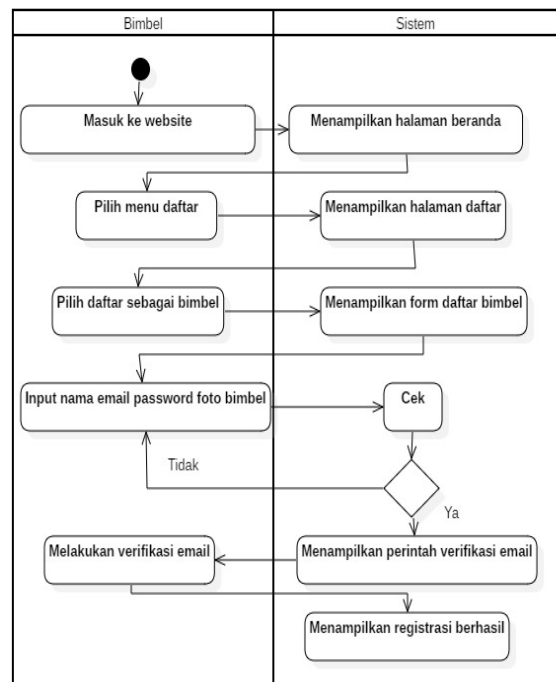 Bimbel
Sistem
Masuk ke website
Menampilkan halaman beranda
Pilih menu daftar
Menampilkan halaman daftar
Pilih daftar sebagai bimbel
Menampilkan form daftar bimbel
Input nama email password foto bimbel
Cek
Tidak
Ya
Melakukan verifikasi email
Menampilkan perintah verifikasi email
Menampilkan registrasi berhasil